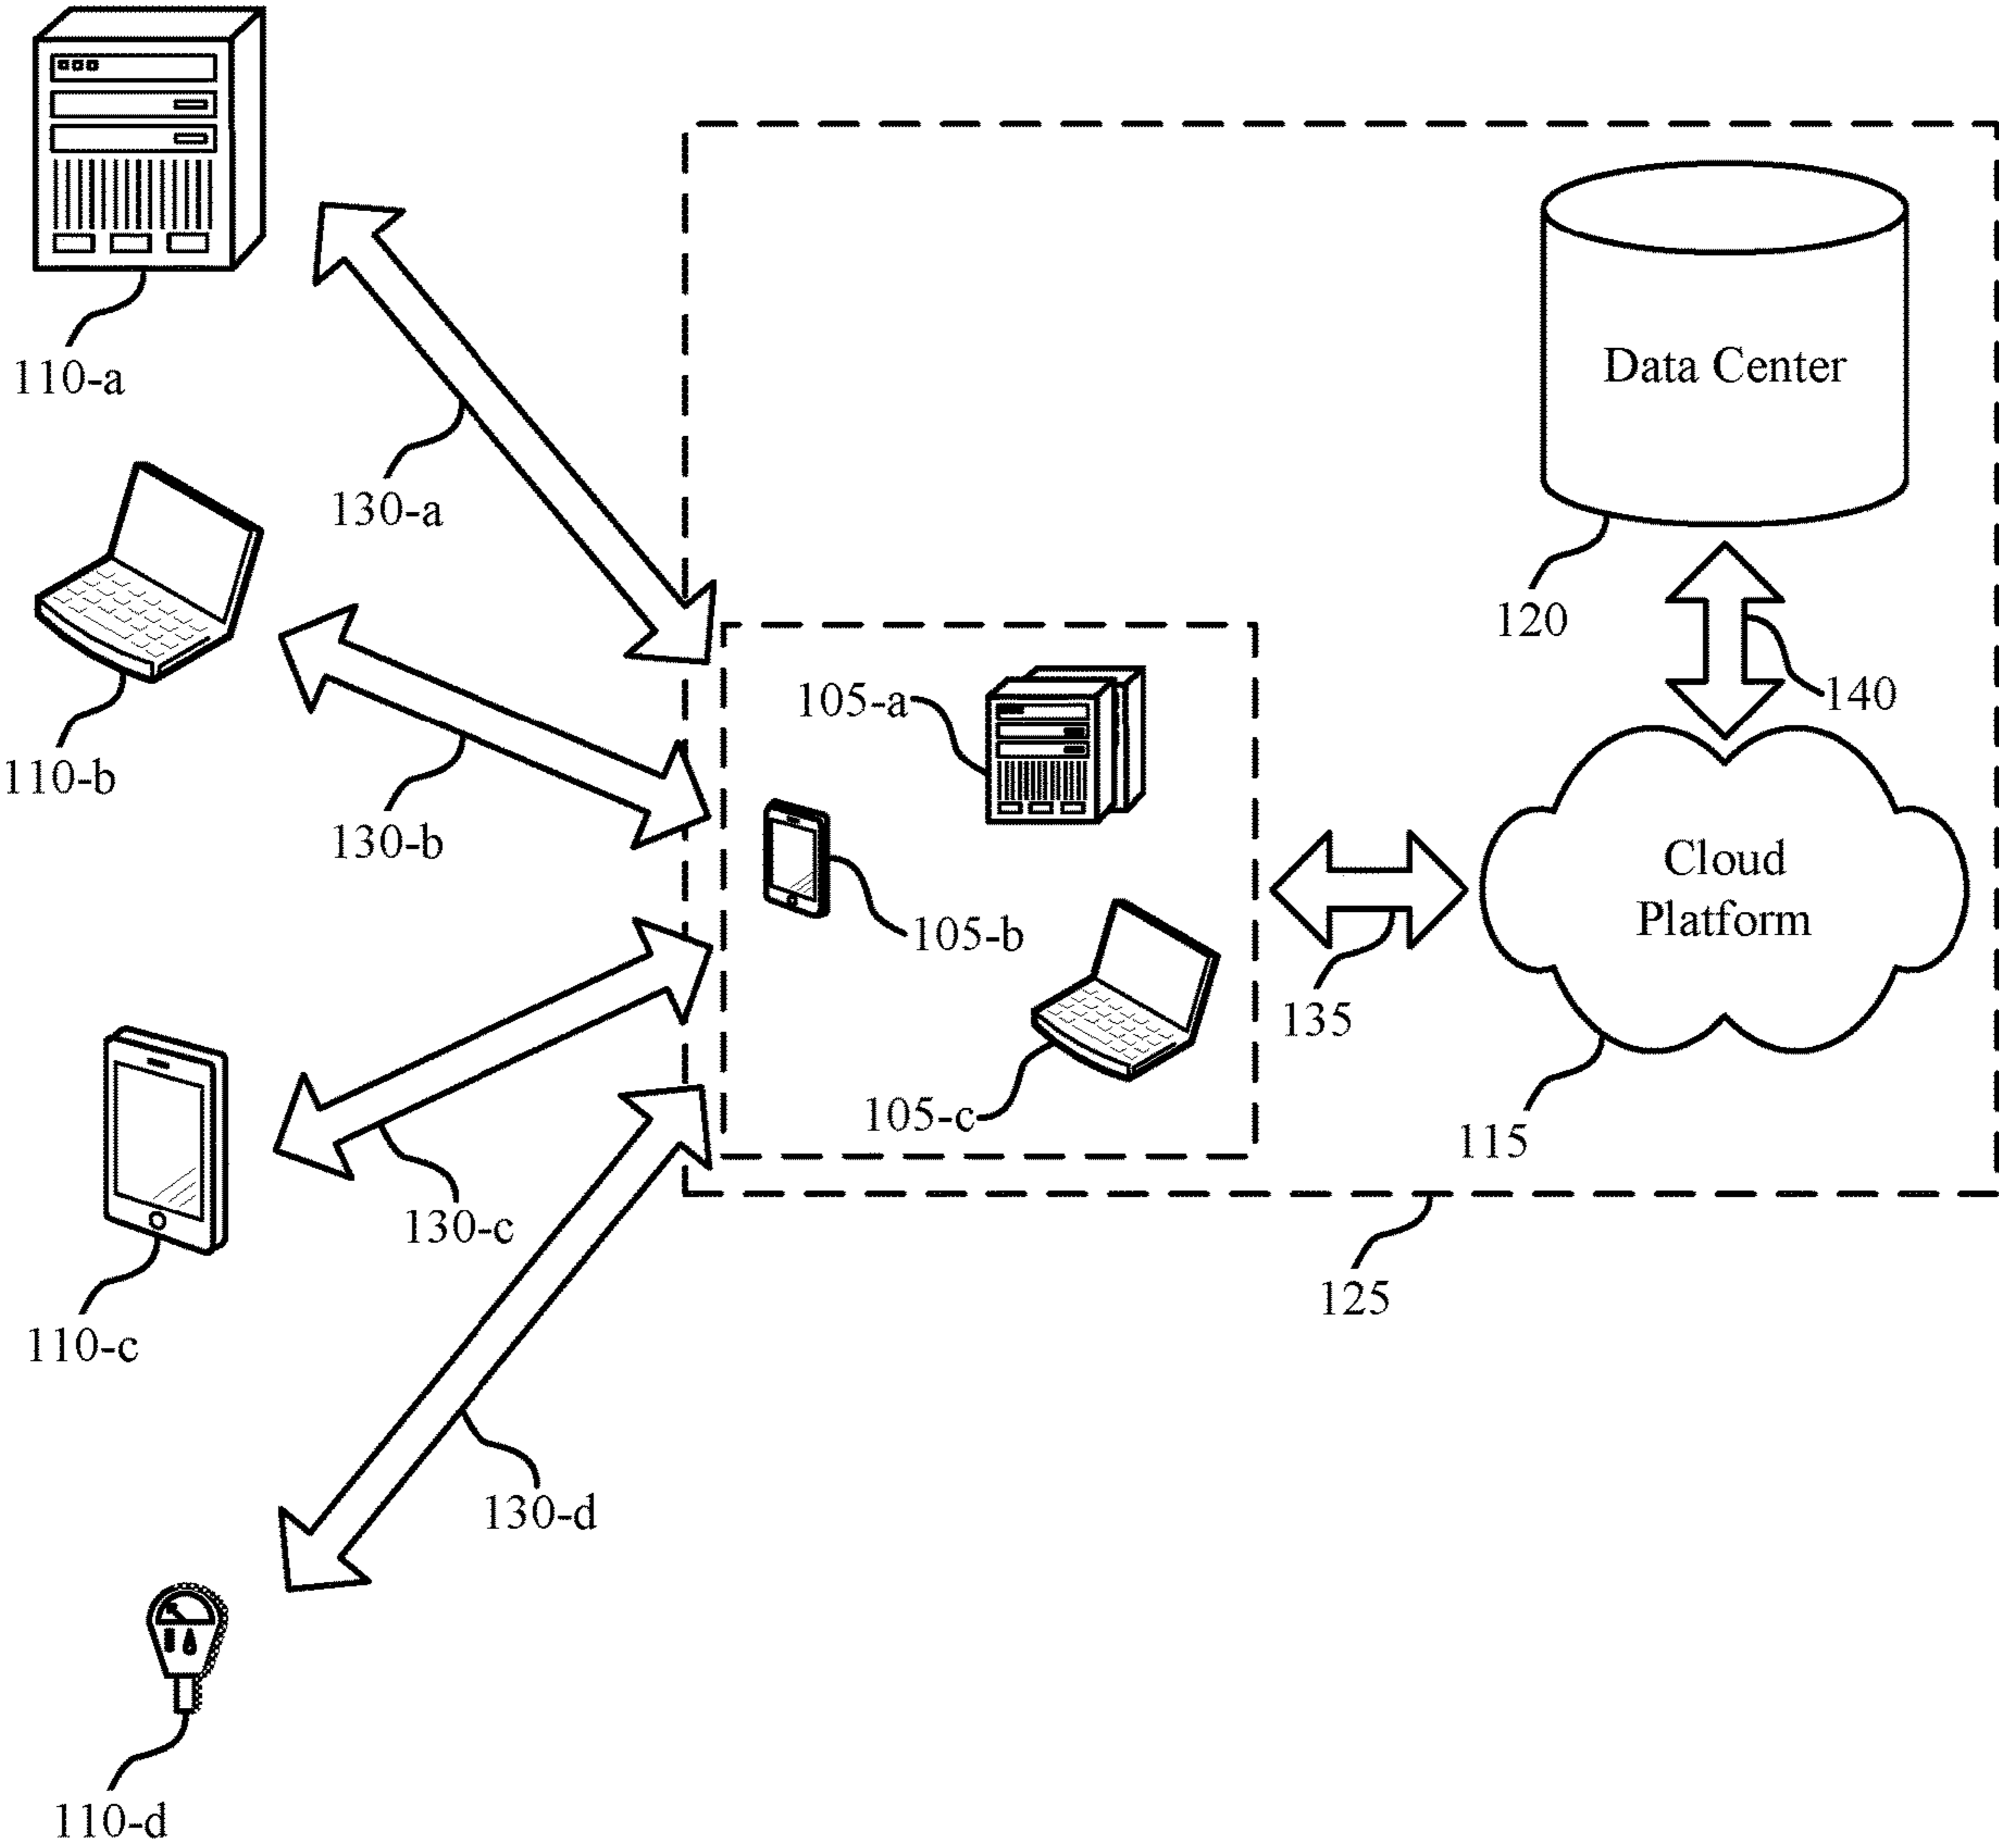 110-a
130-a
110-b
130-b
Data Center
120
140
105-a
105-b
105-c
Cloud
Platform
135
115
125
130-c
110-c
130-d
110-d